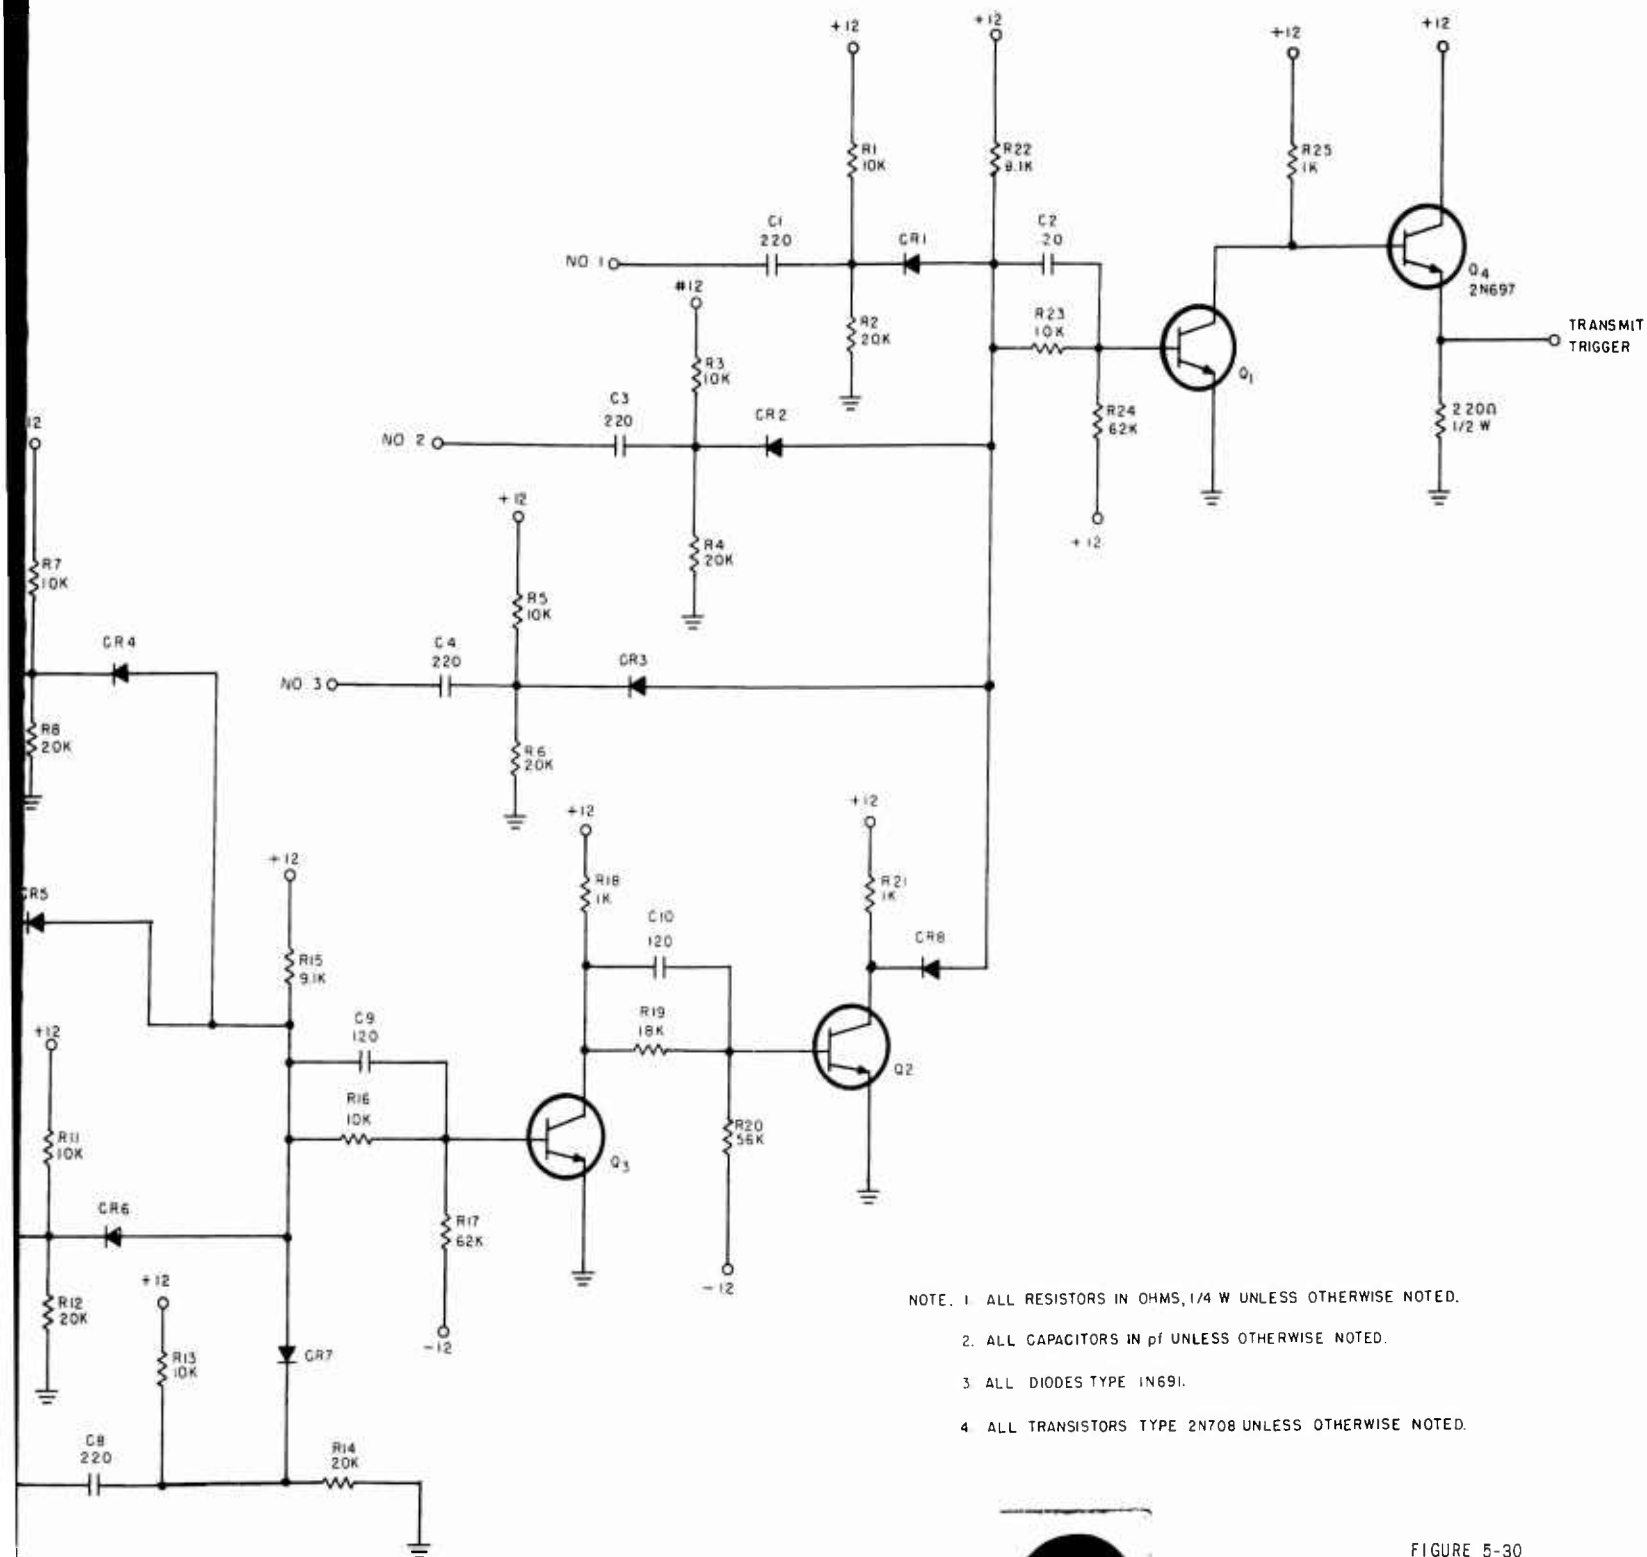 +12
+12
+12
+12
R1
10K
R22
9.1K
R25
1K
C1
220
CR1
C2
20
NO. 1
#12
Q4
2N697
R2
20K
R23
10K
TRANSMIT
TRIGGER
R3
10K
Q1
C3
220
CR2
R24
62K
220Ω
1/2 W
12
NO. 2
+12
+12
R4
20K
R7
10K
R5
10K
CR4
C4
220
CR3
NO. 3
R8
20K
R6
20K
+12
+12
+12
R18
1K
R21
1K
CR5
C10
120
CR8
R15
9.1K
R19
18K
C9
120
+12
Q2
R16
10K
R11
10K
R20
56K
Q3
CR6
R17
62K
+12
-12
R12
20K
-12
R13
10K
CR7
C8
220
R14
20K
NOTE. 1 ALL RESISTORS IN OHMS, 1/4 W UNLESS OTHERWISE NOTED.
2. ALL CAPACITORS IN pf UNLESS OTHERWISE NOTED.
3 ALL DIODES TYPE 1N691.
4 ALL TRANSISTORS TYPE 2N708 UNLESS OTHERWISE NOTED.
FIGURE 5-30